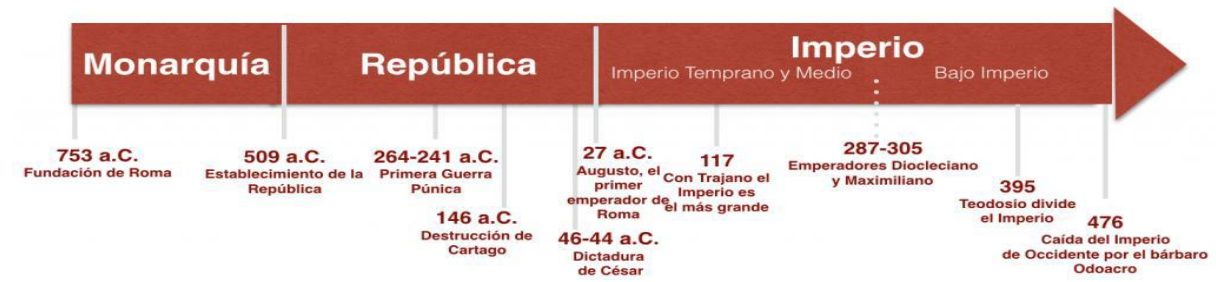 Monarquía
República
Imperio
Imperio Temprano y Medio
Bajo Imperio
753 a.C.
Fundación de Roma
509 a.C.
Establecimiento de la
República
264-241 a.C.
Primera Guerra
Púnica
146 a.C.
Destrucción de
Cartago
46-44 a.C.
Dictadura
de César
27 a.C.
Augusto, el
primer
emperador de
Roma
117
Con Trajano el
Imperio es
el más grande
287-305
Emperadores Diocleciano
y Maximiliano
395
Teodosio divide
el Imperio
476
Caída del Imperio
de Occidente por el bárbaro
Odoacro